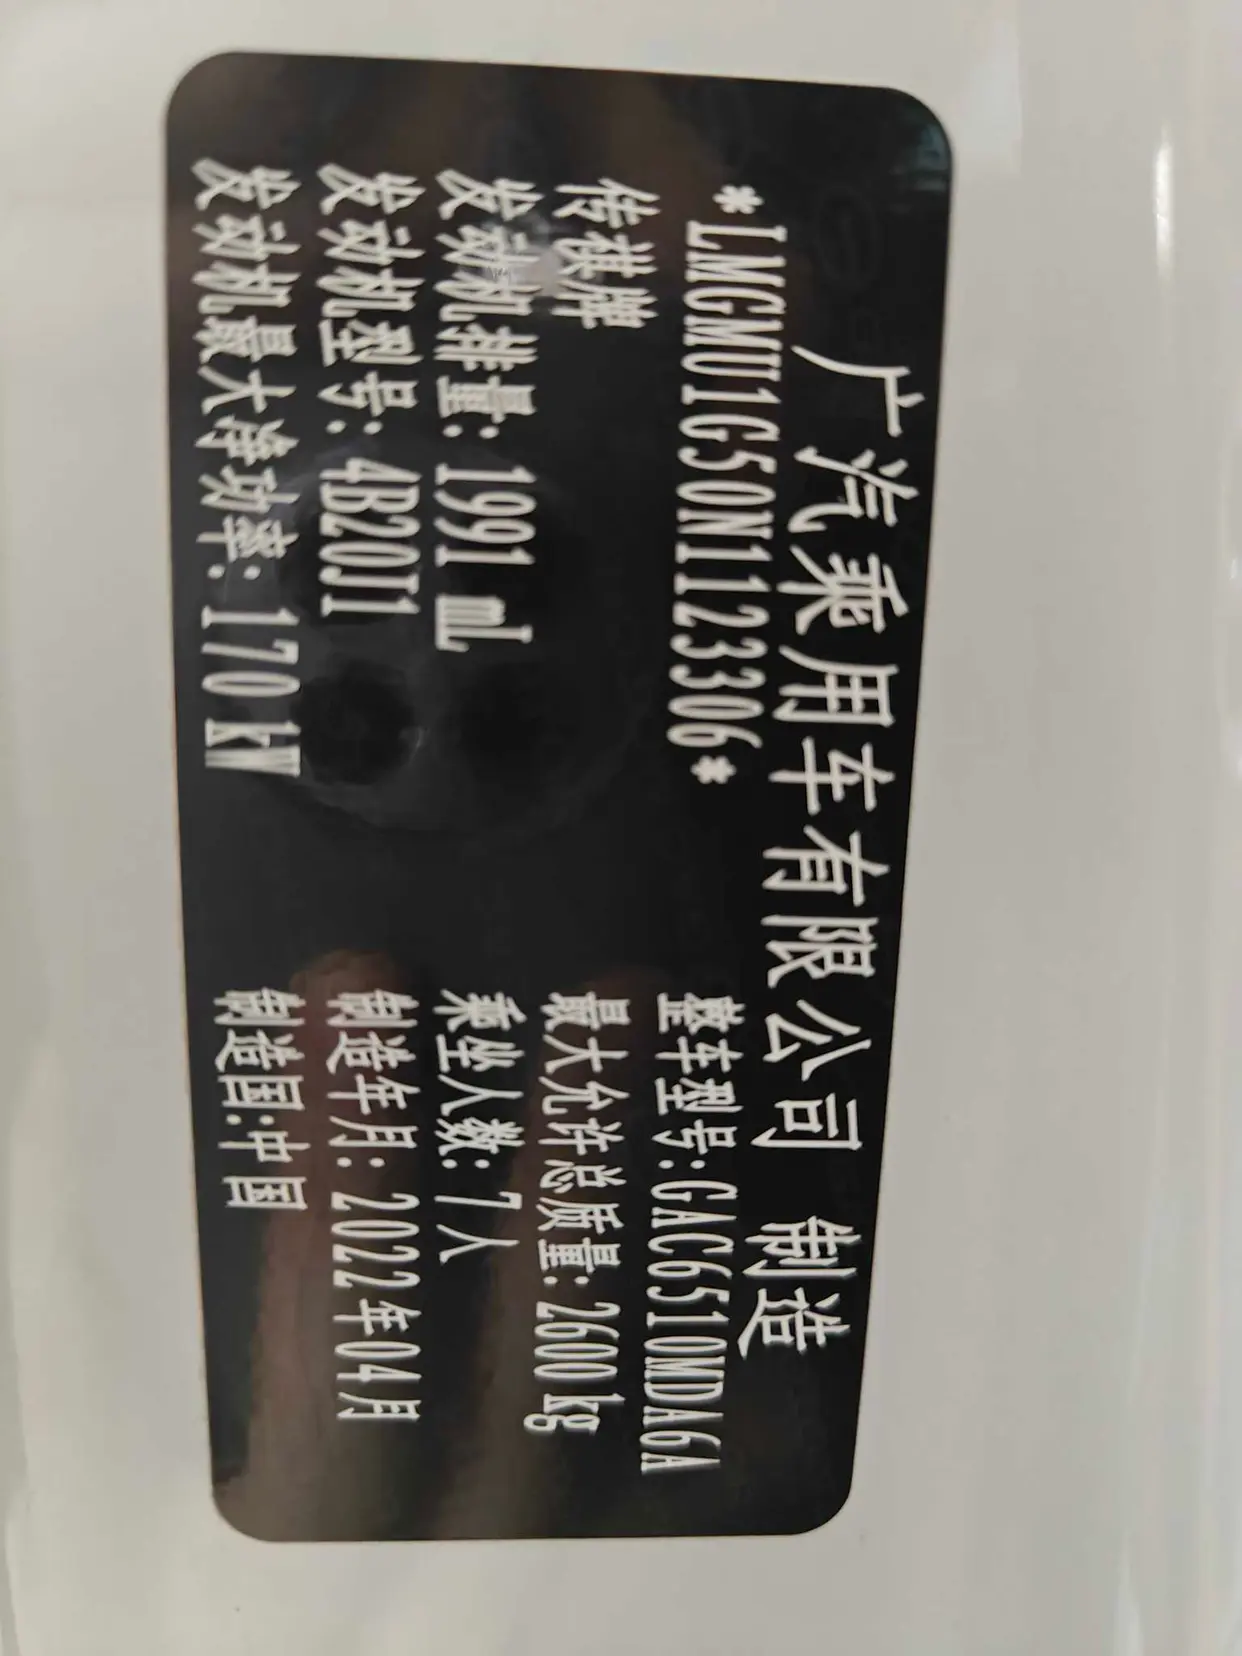 广汽乘用车有限公司 制造
*LMGMU1G50N1123306*
整车型号:GAC6510MDA6A
传祺牌
最大允许总质量:2600 kg
发动机排量:1991 mL
乘坐人数:7人
发动机型号:4B20J1
制造年月:2022年04月
发动机最大净功率:170 kW
制造国:中国